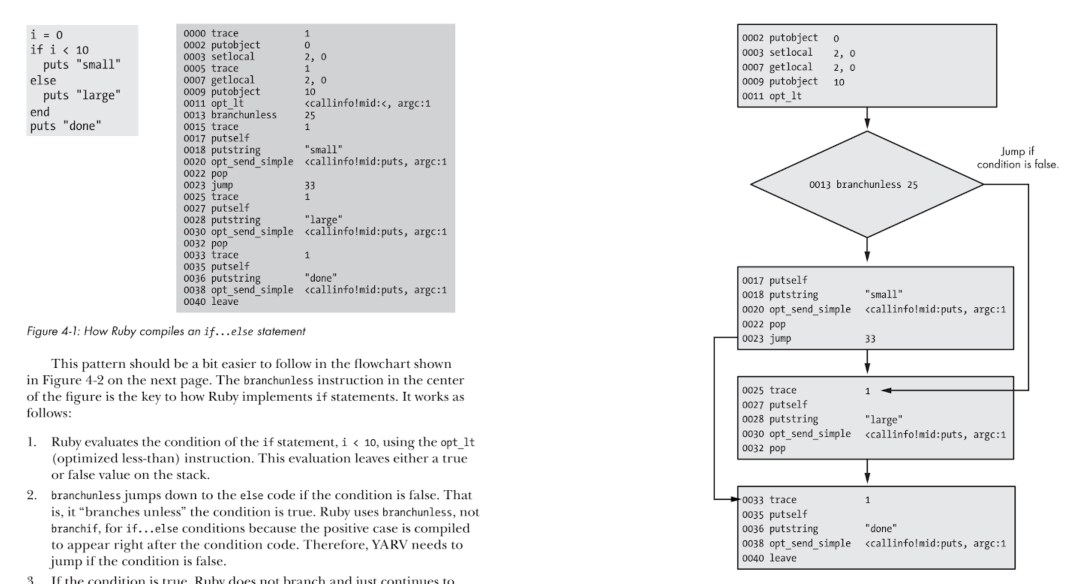 i = 0
if i < 10
  puts "small"
else
  puts "large"
end
puts "done"
0000 trace 1
0002 putobject 0
0003 setlocal 2, 0
0005 trace 1
0007 getlocal 2, 0
0009 putobject 10
0011 opt_lt <callinfo!mid:<, argc:1
0013 branchunless 25
0015 trace 1
0017 putself
0018 putstring "small"
0020 opt_send_simple <callinfo!mid:puts, argc:1
0022 pop
0023 jump 33
0025 trace 1
0027 putself
0028 putstring "large"
0030 opt_send_simple <callinfo!mid:puts, argc:1
0032 pop
0033 trace 1
0035 putself
0036 putstring "done"
0038 opt_send_simple <callinfo!mid:puts, argc:1
0040 leave
Figure 4-1: How Ruby compiles an if...else statement
This pattern should be a bit easier to follow in the flowchart shown
in Figure 4-2 on the next page. The branchunless instruction in the center
of the figure is the key to how Ruby implements if statements. It works as
follows:
1. Ruby evaluates the condition of the if statement, i < 10, using the opt_lt
(optimized less-than) instruction. This evaluation leaves either a true
or false value on the stack.
2. branchunless jumps down to the else code if the condition is false. That
is, it “branches unless” the condition is true. Ruby uses branchunless, not
branchif, for if...else conditions because the positive case is compiled
to appear right after the condition code. Therefore, YARV needs to
jump if the condition is false.
3. If the condition is true, Ruby does not branch and just continues to
0002 putobject 0
0003 setlocal 2, 0
0007 getlocal 2, 0
0009 putobject 10
0011 opt_lt
Jump if
condition is false.
0013 branchunless 25
0017 putself
0018 putstring "small"
0020 opt_send_simple <callinfo!mid:puts, argc:1
0022 pop
0023 jump 33
0025 trace 1
0027 putself
0028 putstring "large"
0030 opt_send_simple <callinfo!mid:puts, argc:1
0032 pop
0033 trace 1
0035 putself
0036 putstring "done"
0038 opt_send_simple <callinfo!mid:puts, argc:1
0040 leave